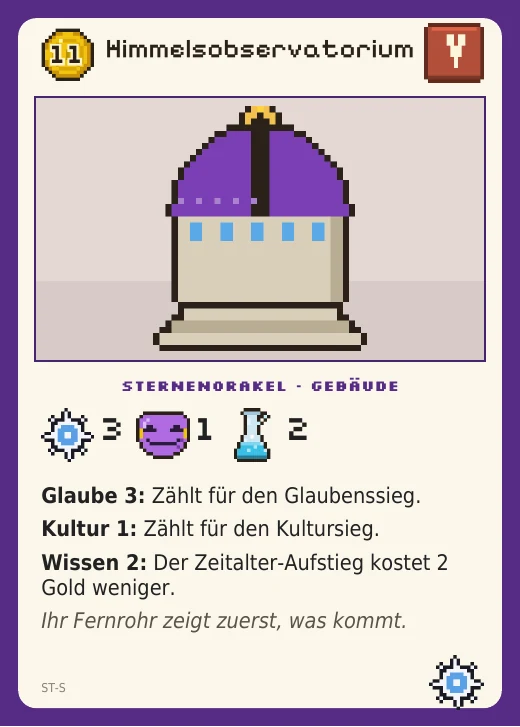 11 Himmelsobservatorium Y
STERNENORAKEL - GEBÄUDE
3 1 2
Glaube 3: Zählt für den Glaubenssieg.
Kultur 1: Zählt für den Kultursieg.
Wissen 2: Der Zeitalter-Aufstieg kostet 2
Gold weniger.
Ihr Fernrohr zeigt zuerst, was kommt.
ST-S